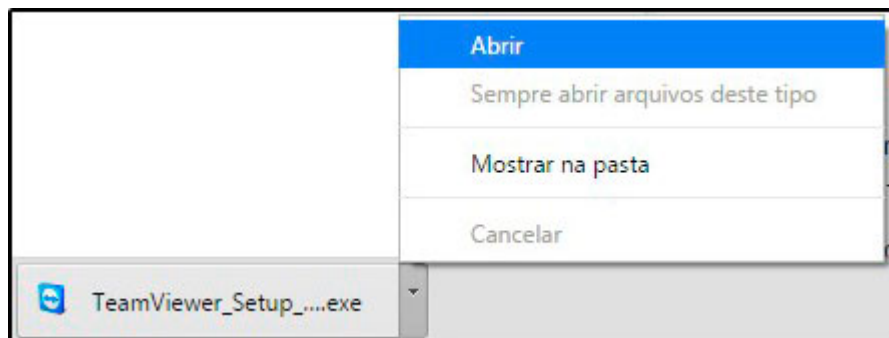 Abrir
Sempre abrir arquivos deste tipo
Mostrar na pasta
Cancelar
TeamViewer_Setup_....exe